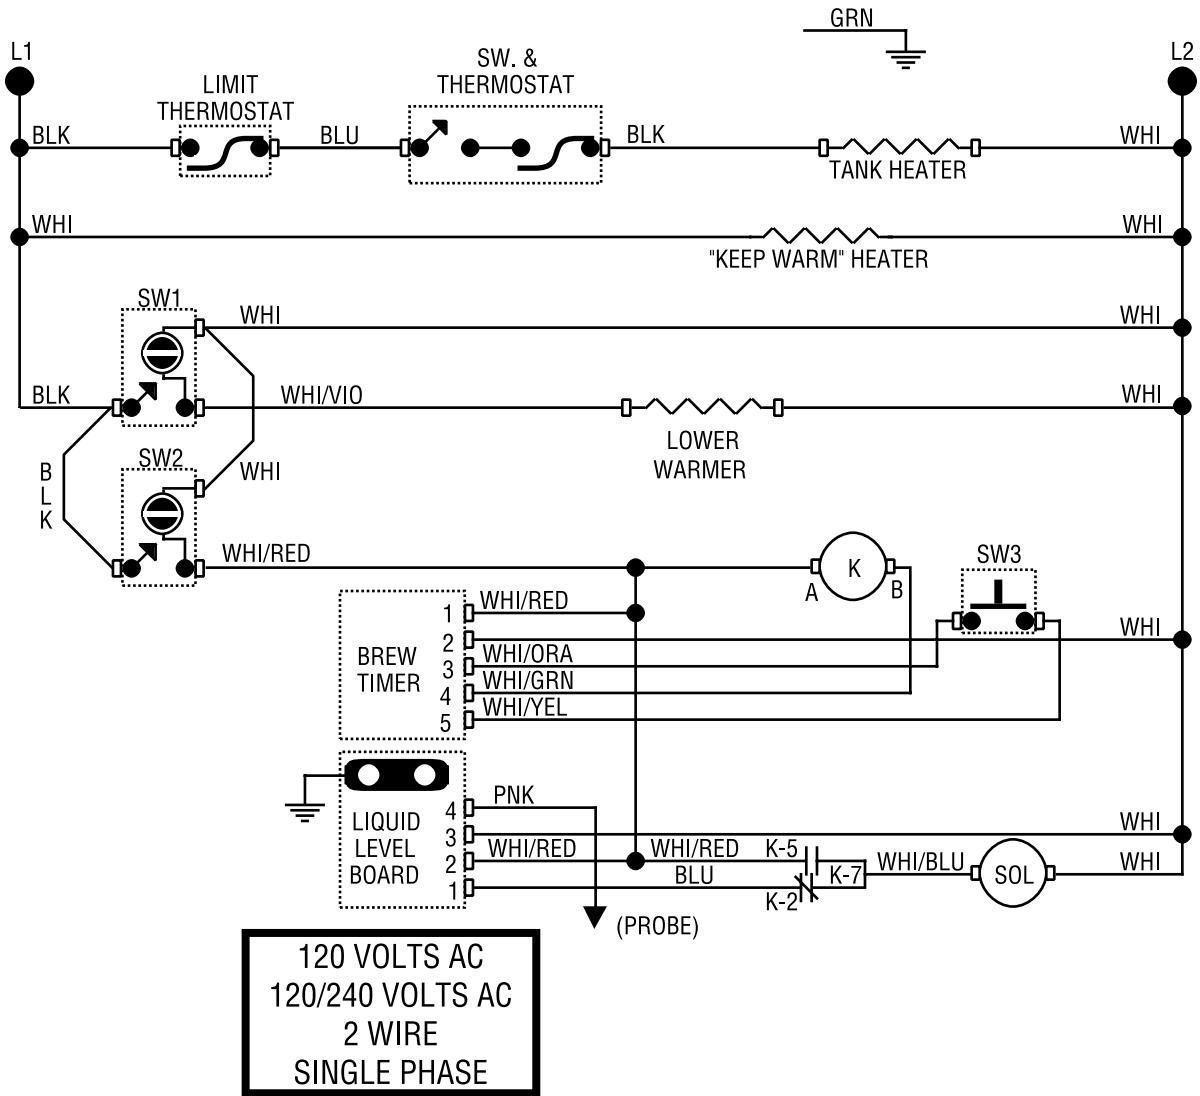 GRN
L1
SW. &
THERMOSTAT
L2
LIMIT
THERMOSTAT
BLK
BLU
BLK
WHI
TANK HEATER
WHI
WHI
"KEEP WARM" HEATER
SW1
WHI
WHI
BLK
WHI/VIO
WHI
LOWER
WARMER
SW2
WHI
B
L
K
WHI/RED
K
A
B
SW3
1
WHI/RED
2
WHI
BREW
TIMER
3
WHI/ORA
4
WHI/GRN
5
WHI/YEL
4
PNK
LIQUID
LEVEL
BOARD
3
WHI
2
WHI/RED
WHI/RED
K-5
1
BLU
K-7
K-2
WHI/BLU
SOL
WHI
(PROBE)
120 VOLTS AC
120/240 VOLTS AC
2 WIRE
SINGLE PHASE